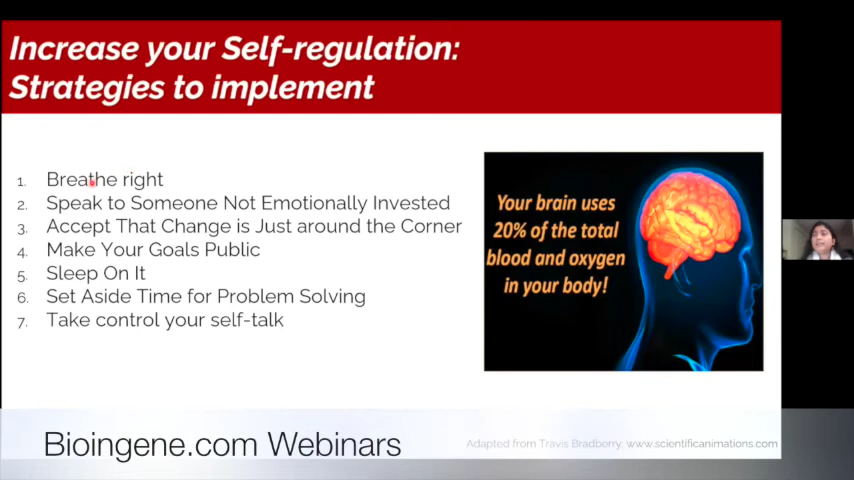 Increase your Self-regulation:
Strategies to implement
1. Breathe right
2. Speak to Someone Not Emotionally Invested
3. Accept That Change is Just around the Corner
4. Make Your Goals Public
5. Sleep On It
6. Set Aside Time for Problem Solving
7. Take control your self-talk
Your brain uses
20% of the total
blood and oxygen
in your body!
Bioingene.com Webinars
Adapted from Travis Bradberry; www.scientificanimations.com